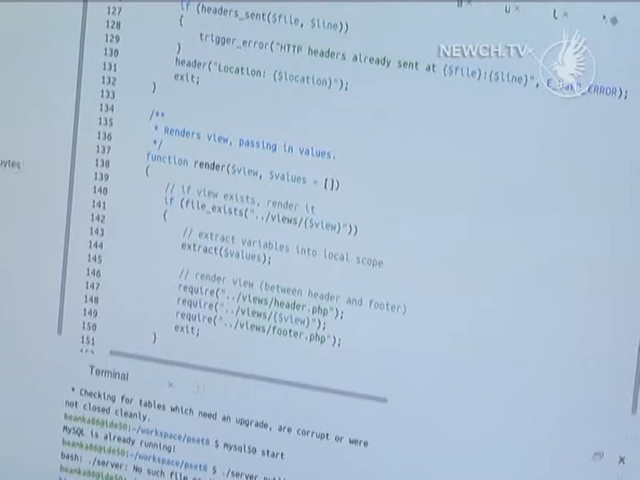 NEWCH.TV
127 if (headers_sent($file, $line))
128 {
129 trigger_error("HTTP headers already sent at {$file}:{$line}", E_USER_ERROR);
130 }
131 header("Location: {$location}");
132 exit;
133 }
134
135 /**
136 * Renders view, passing in values.
137 */
138 function render($view, $values = [])
139 {
140 // if view exists, render it
141 if (file_exists("../views/{$view}"))
142 {
143 // extract variables into local scope
144 extract($values);
145
146 // render view (between header and footer)
147 require("../views/header.php");
148 require("../views/{$view}");
149 require("../views/footer.php");
150 exit;
151 }
bytes
Terminal
* Checking for tables which need an upgrade, are corrupt or were
not closed cleanly.
:~/workspace/pset8 $ mysql50 start
MySQL is already running!
:~/workspace/pset8 $ ./server
bash: ./server: No such file